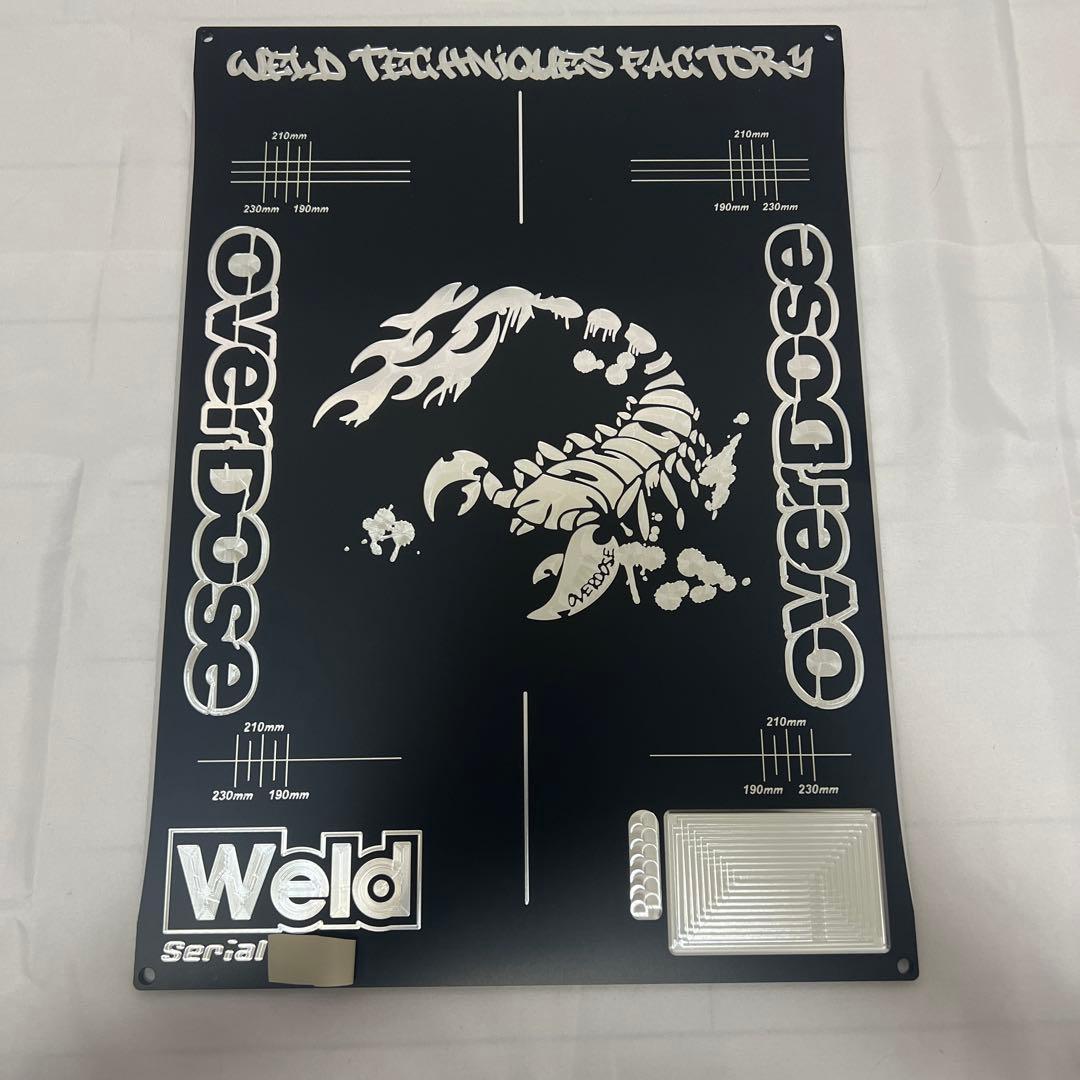 WELD TECHNIQUES FACTORY
210mm
230mm 190mm
210mm
190mm 230mm
overDose
overDose
OVERDOSE
210mm
230mm 190mm
210mm
190mm 230mm
Weld
Serial